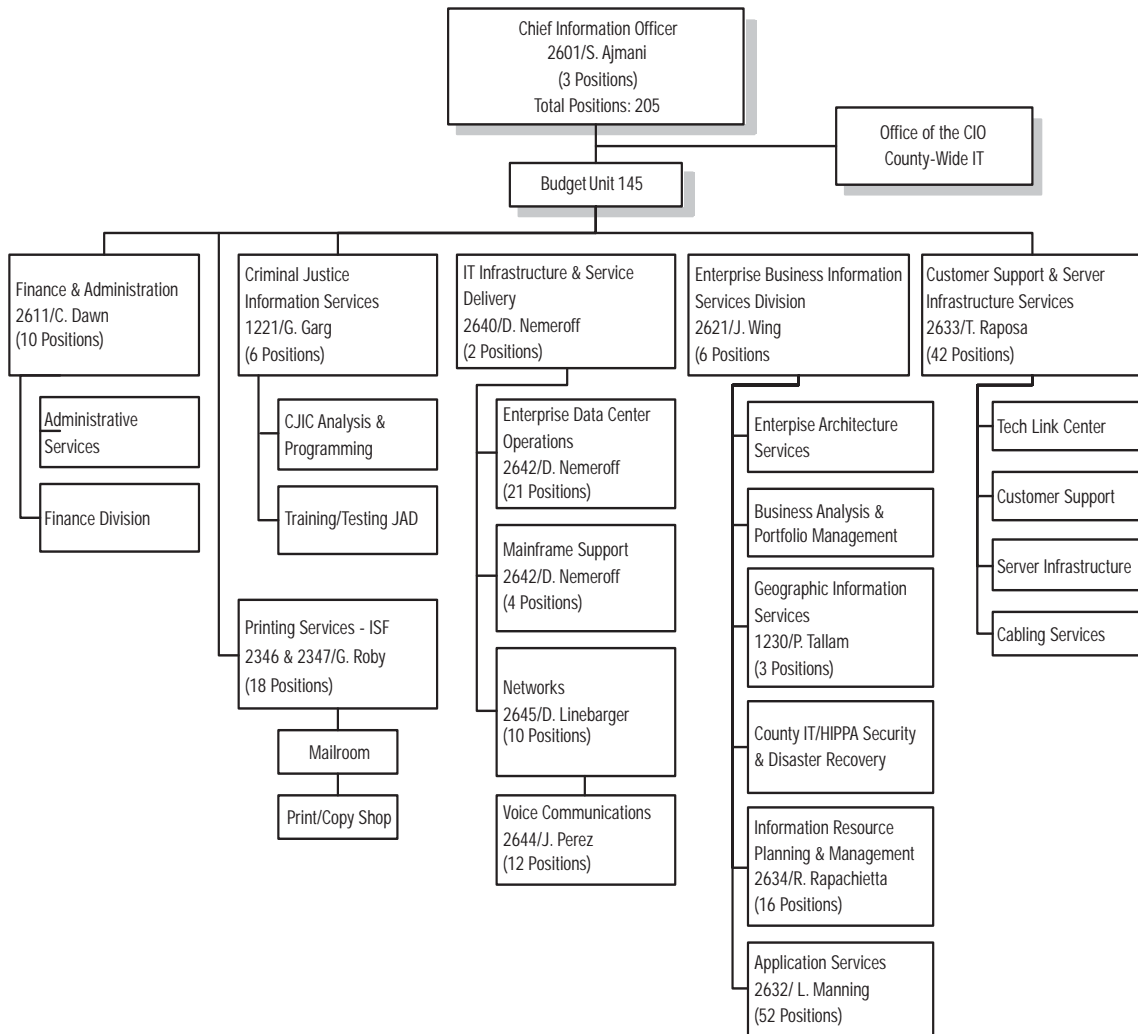 Chief Information Officer
2601/S. Ajmani
(3 Positions)
Total Positions: 205
Office of the CIO
County-Wide IT
Budget Unit 145
Finance & Administration
2611/C. Dawn
(10 Positions)
Administrative
Services
Finance Division
Criminal Justice
Information Services
1221/G. Garg
(6 Positions)
CJIC Analysis &
Programming
Training/Testing JAD
Printing Services - ISF
2346 & 2347/G. Roby
(18 Positions)
Mailroom
Print/Copy Shop
IT Infrastructure & Service
Delivery
2640/D. Nemeroff
(2 Positions)
Enterprise Data Center
Operations
2642/D. Nemeroff
(21 Positions)
Mainframe Support
2642/D. Nemeroff
(4 Positions)
Networks
2645/D. Linebarger
(10 Positions)
Voice Communications
2644/J. Perez
(12 Positions)
Enterprise Business Information
Services Division
2621/J. Wing
(6 Positions
Enterpise Architecture
Services
Business Analysis &
Portfolio Management
Geographic Information
Services
1230/P. Tallam
(3 Positions)
County IT/HIPPA Security
& Disaster Recovery
Information Resource
Planning & Management
2634/R. Rapachietta
(16 Positions)
Application Services
2632/ L. Manning
(52 Positions)
Customer Support & Server
Infrastructure Services
2633/T. Raposa
(42 Positions)
Tech Link Center
Customer Support
Server Infrastructure
Cabling Services